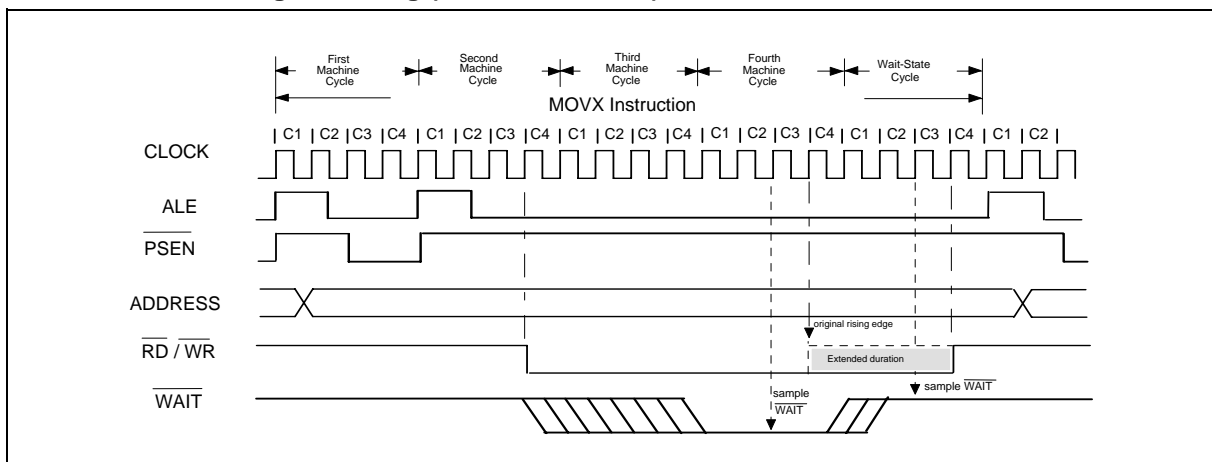 First
Machine
Cycle
Second
Machine
Cycle
Third
Machine
Cycle
Fourth
Machine
Cycle
Wait-State
Cycle
MOVX Instruction
C1 C2 C3 C4 C1 C2 C3 C4 C1 C2 C3 C4 C1 C2 C3 C4 C1 C2 C3 C4 C1 C2
CLOCK
ALE
PSEN
ADDRESS
original rising edge
RD / WR
Extended duration
WAIT
sample
WAIT
sample WAIT